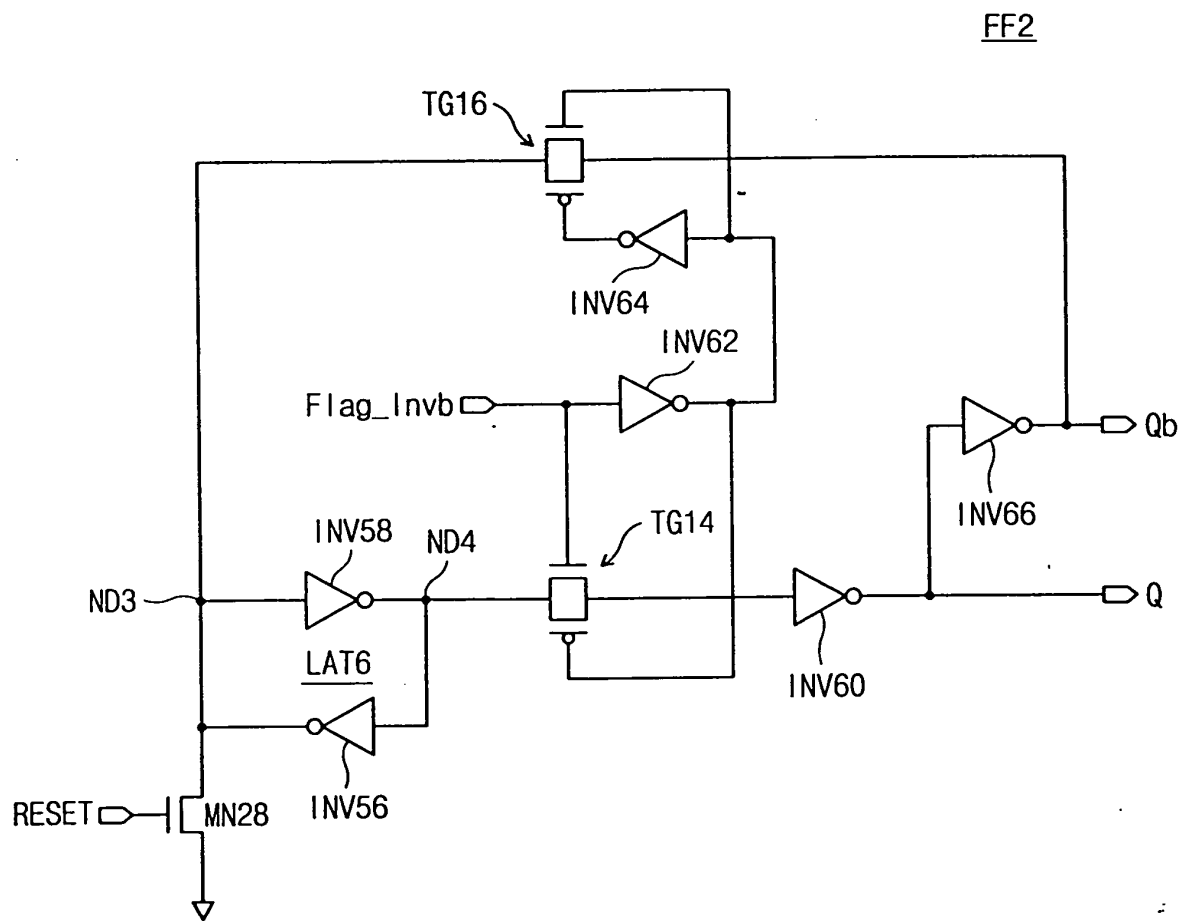 FF2
TG16
INV64
INV62
Flag_Invb
Qb
INV66
TG14
INV58
ND4
ND3
Q
LAT6
INV60
INV56
RESET
MN28